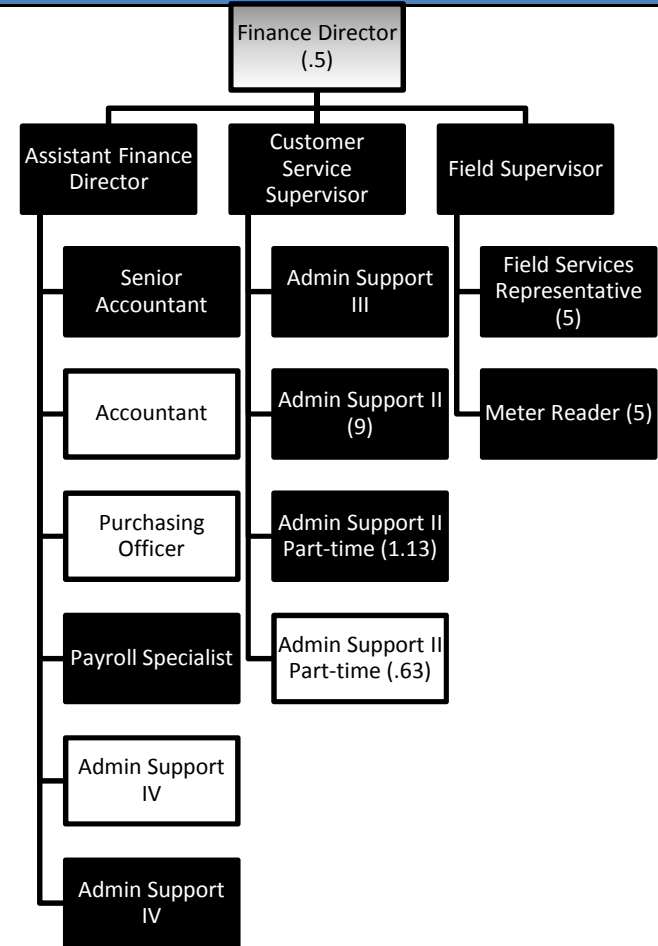 Finance Director
(.5)
Assistant Finance
Director
Customer
Service
Supervisor
Field Supervisor
Senior
Accountant
Accountant
Purchasing
Officer
Payroll Specialist
Admin Support
IV
Admin Support
IV
Admin Support
III
Admin Support II
(9)
Admin Support II
Part-time (1.13)
Admin Support II
Part-time (.63)
Field Services
Representative
(5)
Meter Reader (5)